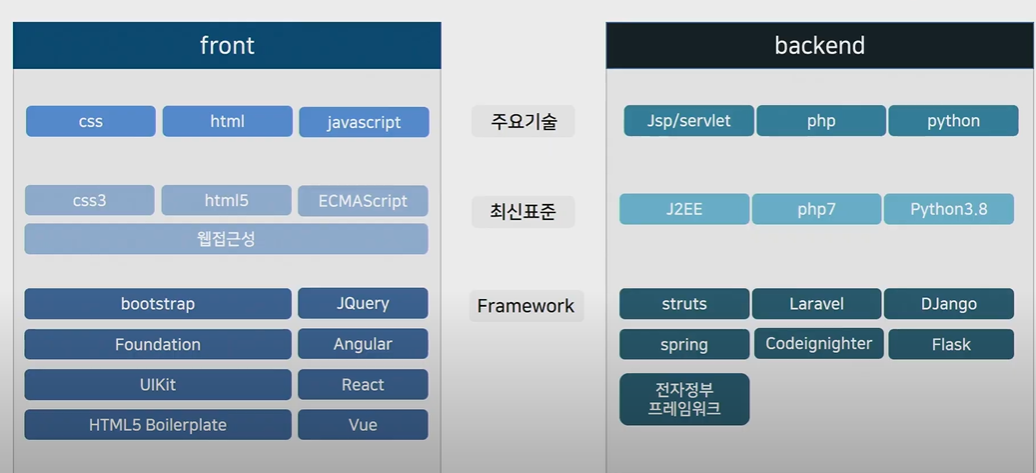 front
backend
css
html
javascript
주요기술
Jsp/servlet
php
python
css3
html5
ECMAScript
웹접근성
최신표준
J2EE
php7
Python3.8
bootstrap
JQuery
Foundation
Angular
UIKit
React
HTML5 Boilerplate
Vue
Framework
struts
Laravel
DJango
spring
Codeignighter
Flask
전자정부
프레임워크